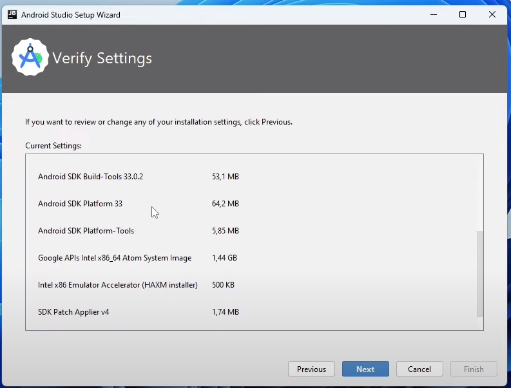 Android Studio Setup Wizard
Verify Settings
If you want to review or change any of your installation settings, click Previous.
Current Settings:
Android SDK Build-Tools 33.0.2 53,1 MB
Android SDK Platform 33 64,2 MB
Android SDK Platform-Tools 5,85 MB
Google APIs Intel x86_64 Atom System Image 1,44 GB
Intel x86 Emulator Accelerator (HAXM installer) 500 KB
SDK Patch Applier v4 1,74 MB
Previous Next Cancel Finish